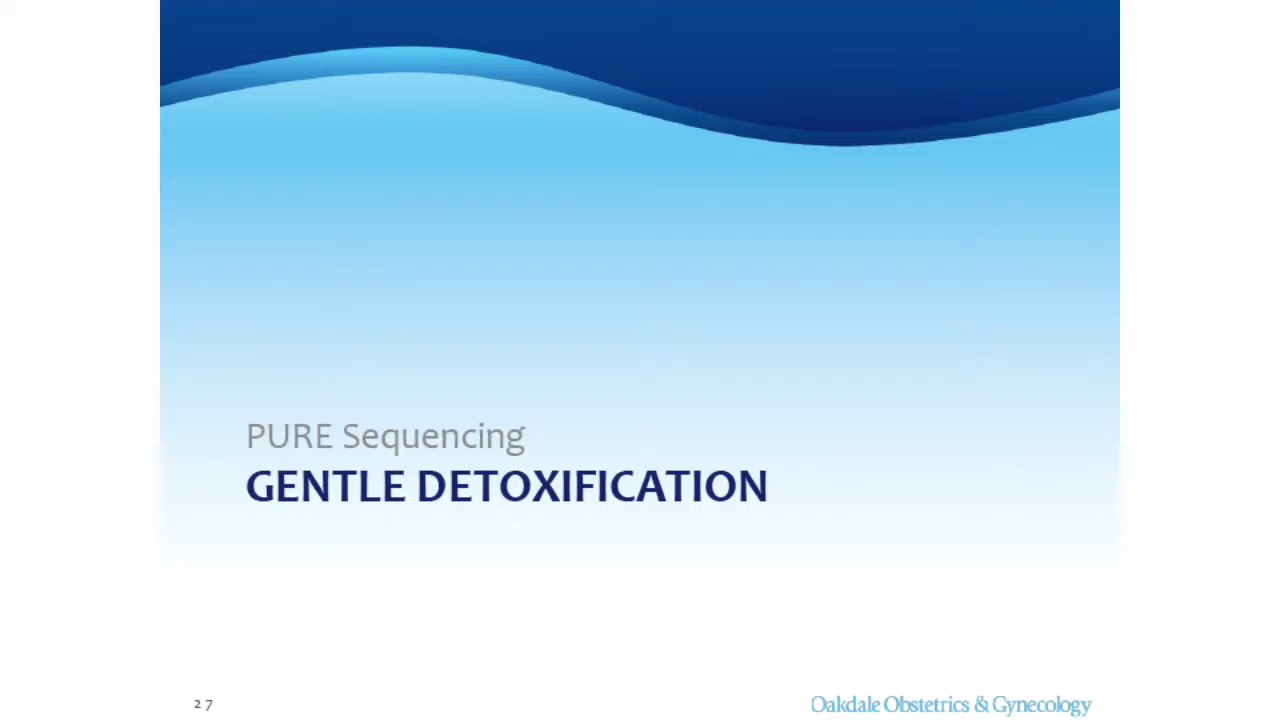 PURE Sequencing
GENTLE DETOXIFICATION
27
Oakdale Obstetrics & Gynecology